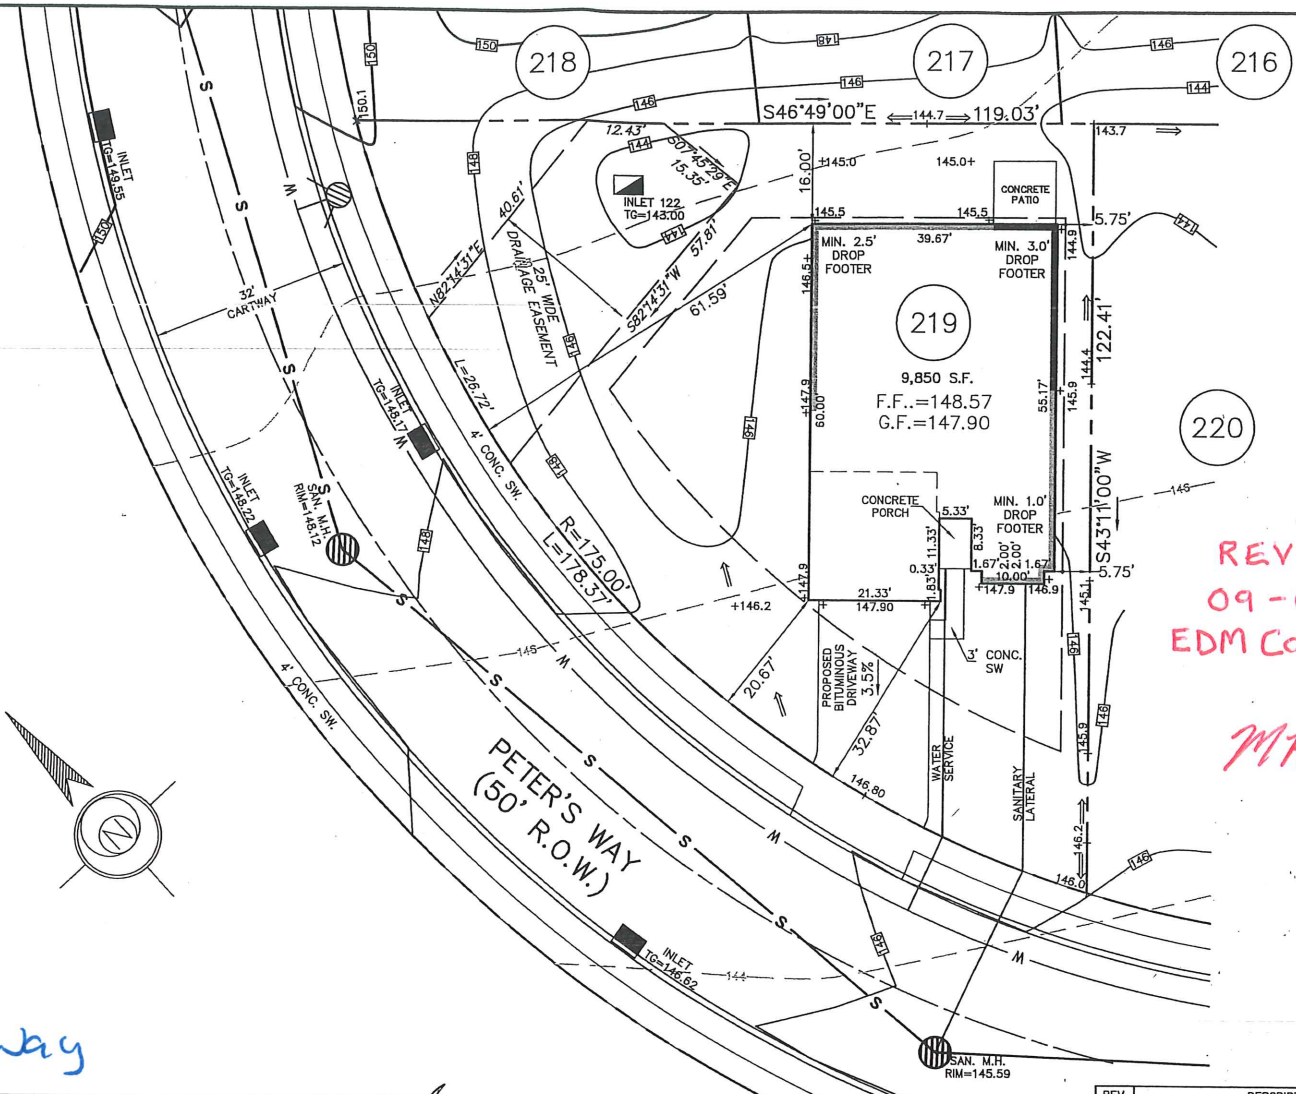 150
218
148
217
146
216
150
146
144
150.1
S46°49'00"E
144.7
119.03'
143.7
INLET
TG=149.55
12.43'
144
S07°45'29"E
15.35'
16.00'
145.0
145.0
148
INLET 122
TG=143.00
CONCRETE
PATIO
40.61'
145.5
145.5
5.75'
144
150
144
57.81'
MIN. 2.5'
DROP
FOOTER
39.67'
MIN. 3.0'
DROP
FOOTER
144.9
N82°14'31"E
25' WIDE
DRAINAGE EASEMENT
S82°14'31"W
146.5
32'
CARTWAY
61.59'
219
122.41'
146
144.4
9,850 S.F.
F.F..=148.57
G.F.=147.90
L=26.72'
INLET
TG=148.17
147.9
60.00'
55.17'
145.9
146
220
4' CONC. SW.
148
INLET
TG=148.22
SAN. M.H.
RIM=148.12
CONCRETE
PORCH
5.33'
MIN. 1.0'
DROP
FOOTER
S43°11'00"W
148
R=175.00'
L=178.37'
11.33'
8.33'
2.00'
2.00'
0.33'
1.67'
1.67'
10.00'
5.75'
REV
147.9
1.83'
147.9
146.9
145.1
09-
146.2
21.33'
147.90
EDM Co
146
4' CONC. SW.
20.67'
PROPOSED
BITUMINOUS
DRIVEWAY
3.5%
3' CONC.
SW
146
146
32.87'
145.9
PETER'S WAY
(50' R.O.W.)
WATER
SERVICE
SANITARY
LATERAL
146.80
146.2
N
146
146.0
146
INLET
TG=146.62
144
way
SAN. M.H.
RIM=145.59
REV